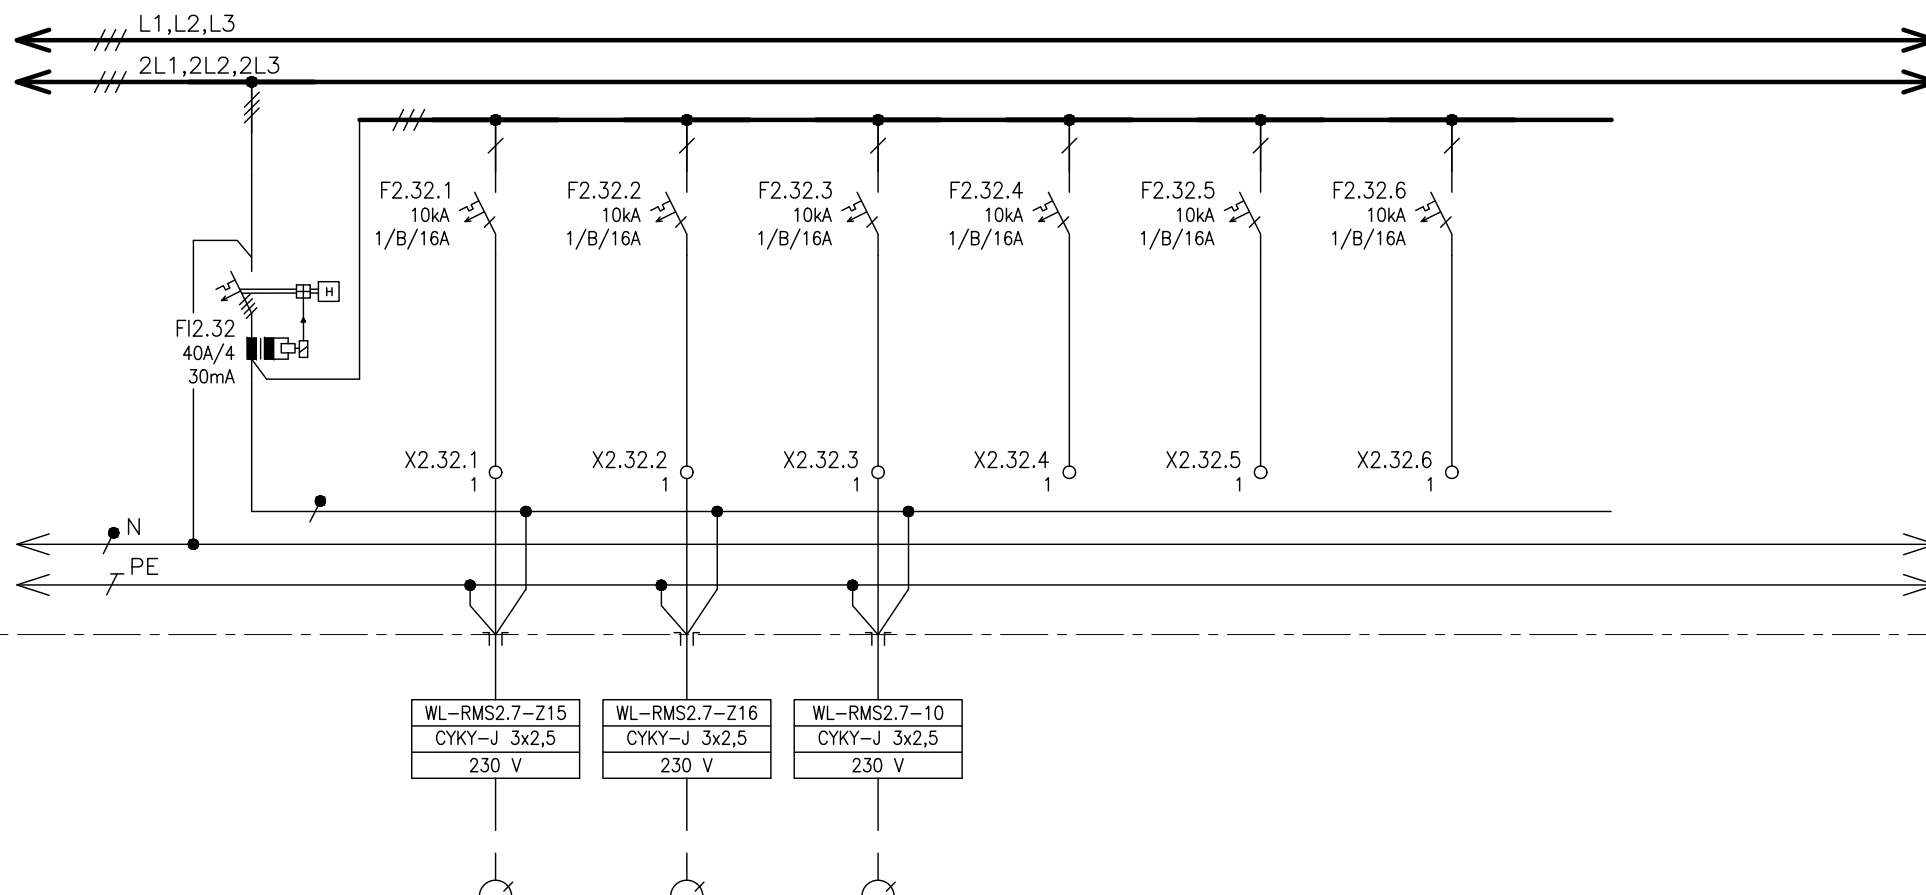 L1,L2,L3
2L1,2L2,2L3
F2.32.1
10kA
1/B/16A
F2.32.2
10kA
1/B/16A
F2.32.3
10kA
1/B/16A
F2.32.4
10kA
1/B/16A
F2.32.5
10kA
1/B/16A
F2.32.6
10kA
1/B/16A
H
FI2.32
40A/4
30mA
X2.32.1
1
X2.32.2
1
X2.32.3
1
X2.32.4
1
X2.32.5
1
X2.32.6
1
N
PE
WL-RMS2.7-Z15
CYKY-J 3x2,5
230 V
WL-RMS2.7-Z16
CYKY-J 3x2,5
230 V
WL-RMS2.7-10
CYKY-J 3x2,5
230 V